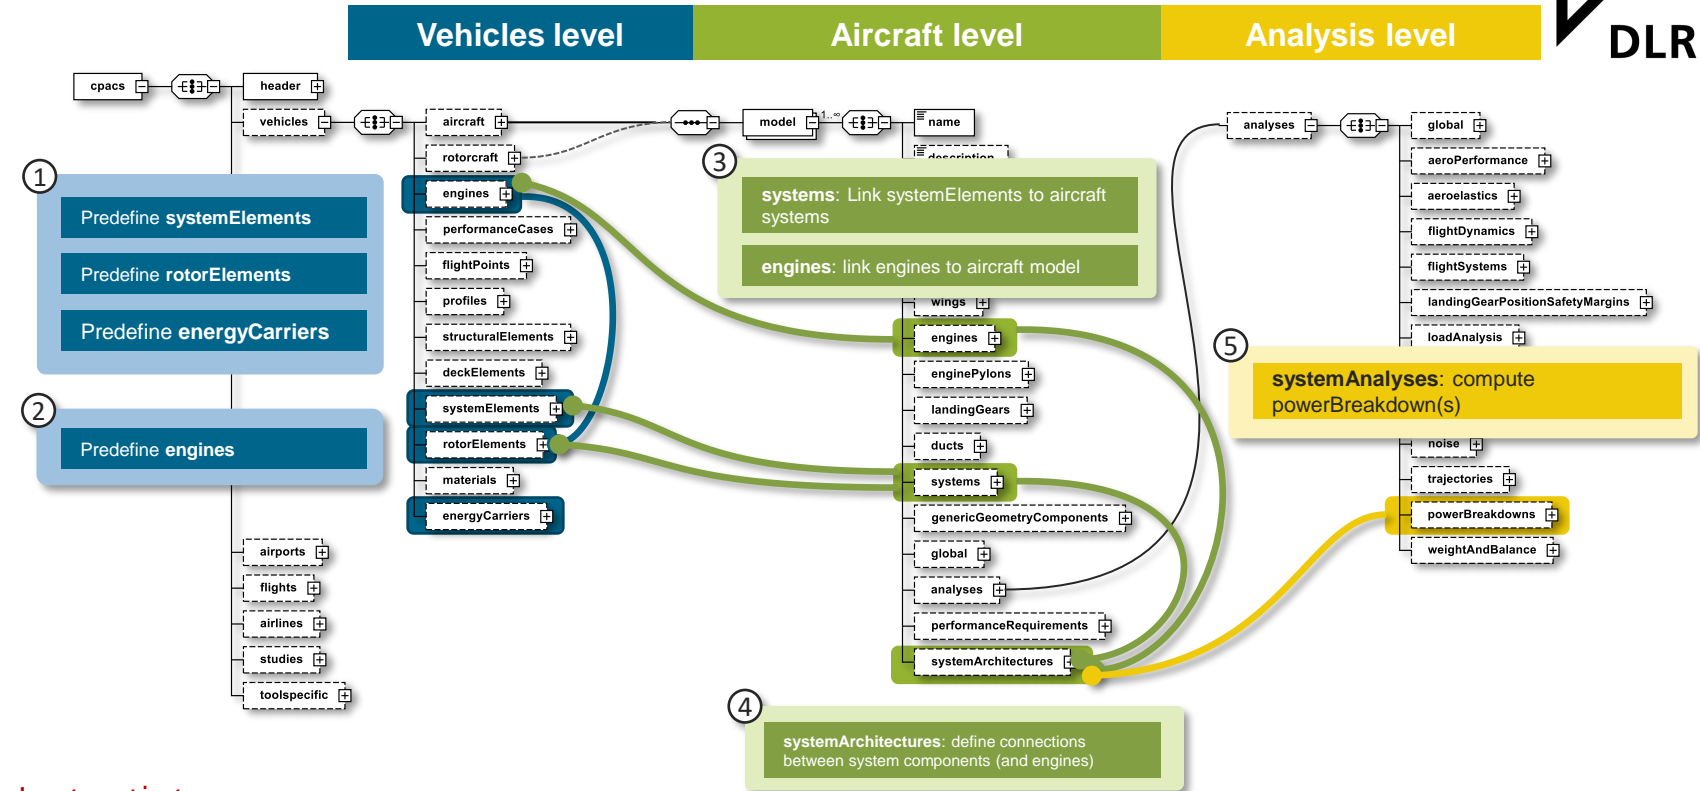 Vehicles level
Aircraft level
Analysis level
DLR
cpacs
header
vehicles
aircraft
rotorcraft
engines
performanceCases
flightPoints
profiles
structuralElements
deckElements
systemElements
rotorElements
materials
energyCarriers
airports
flights
airlines
studies
toolspecific
1
Predefine systemElements
Predefine rotorElements
Predefine energyCarriers
2
Predefine engines
model
1..∞
name
description
3
systems: Link systemElements to aircraft
systems
engines: link engines to aircraft model
wings
engines
enginePylons
landingGears
ducts
systems
genericGeometryComponents
global
analyses
performanceRequirements
systemArchitectures
4
systemArchitectures: define connections
between system components (and engines)
analyses
global
aeroPerformance
aeroelastics
flightDynamics
flightSystems
landingGearPositionSafetyMargins
loadAnalysis
5
systemAnalyses: compute
powerBreakdown(s)
noise
trajectories
powerBreakdowns
weightAndBalance